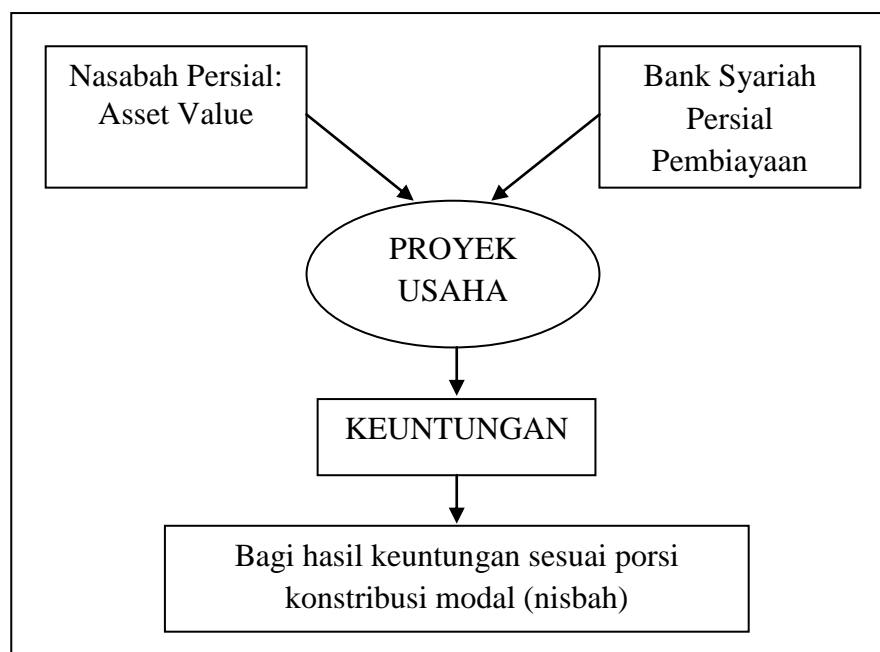 Nasabah Persial:
Asset Value
Bank Syariah
Persial
Pembiayaan
PROYEK
USAHA
KEUNTUNGAN
Bagi hasil keuntungan sesuai porsi
konstribusi modal (nisbah)